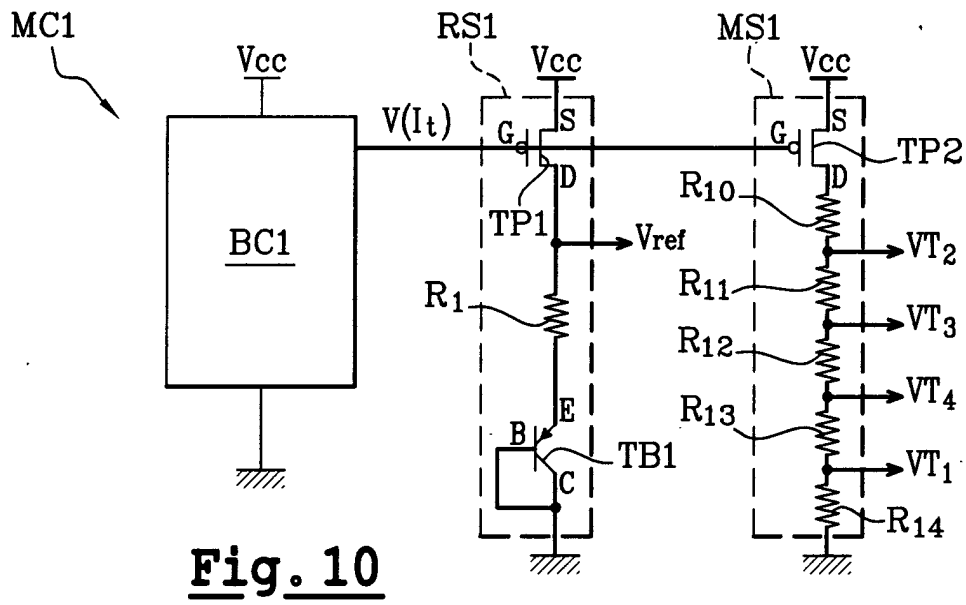 MC1
RS1
MS1
Vcc
Vcc
Vcc
V(It)
G
S
D
TP1
G
S
D
TP2
BC1
Vref
R1
R10
VT2
R11
VT3
R12
VT4
R13
VT1
R14
E
B
C
TB1
Fig. 10